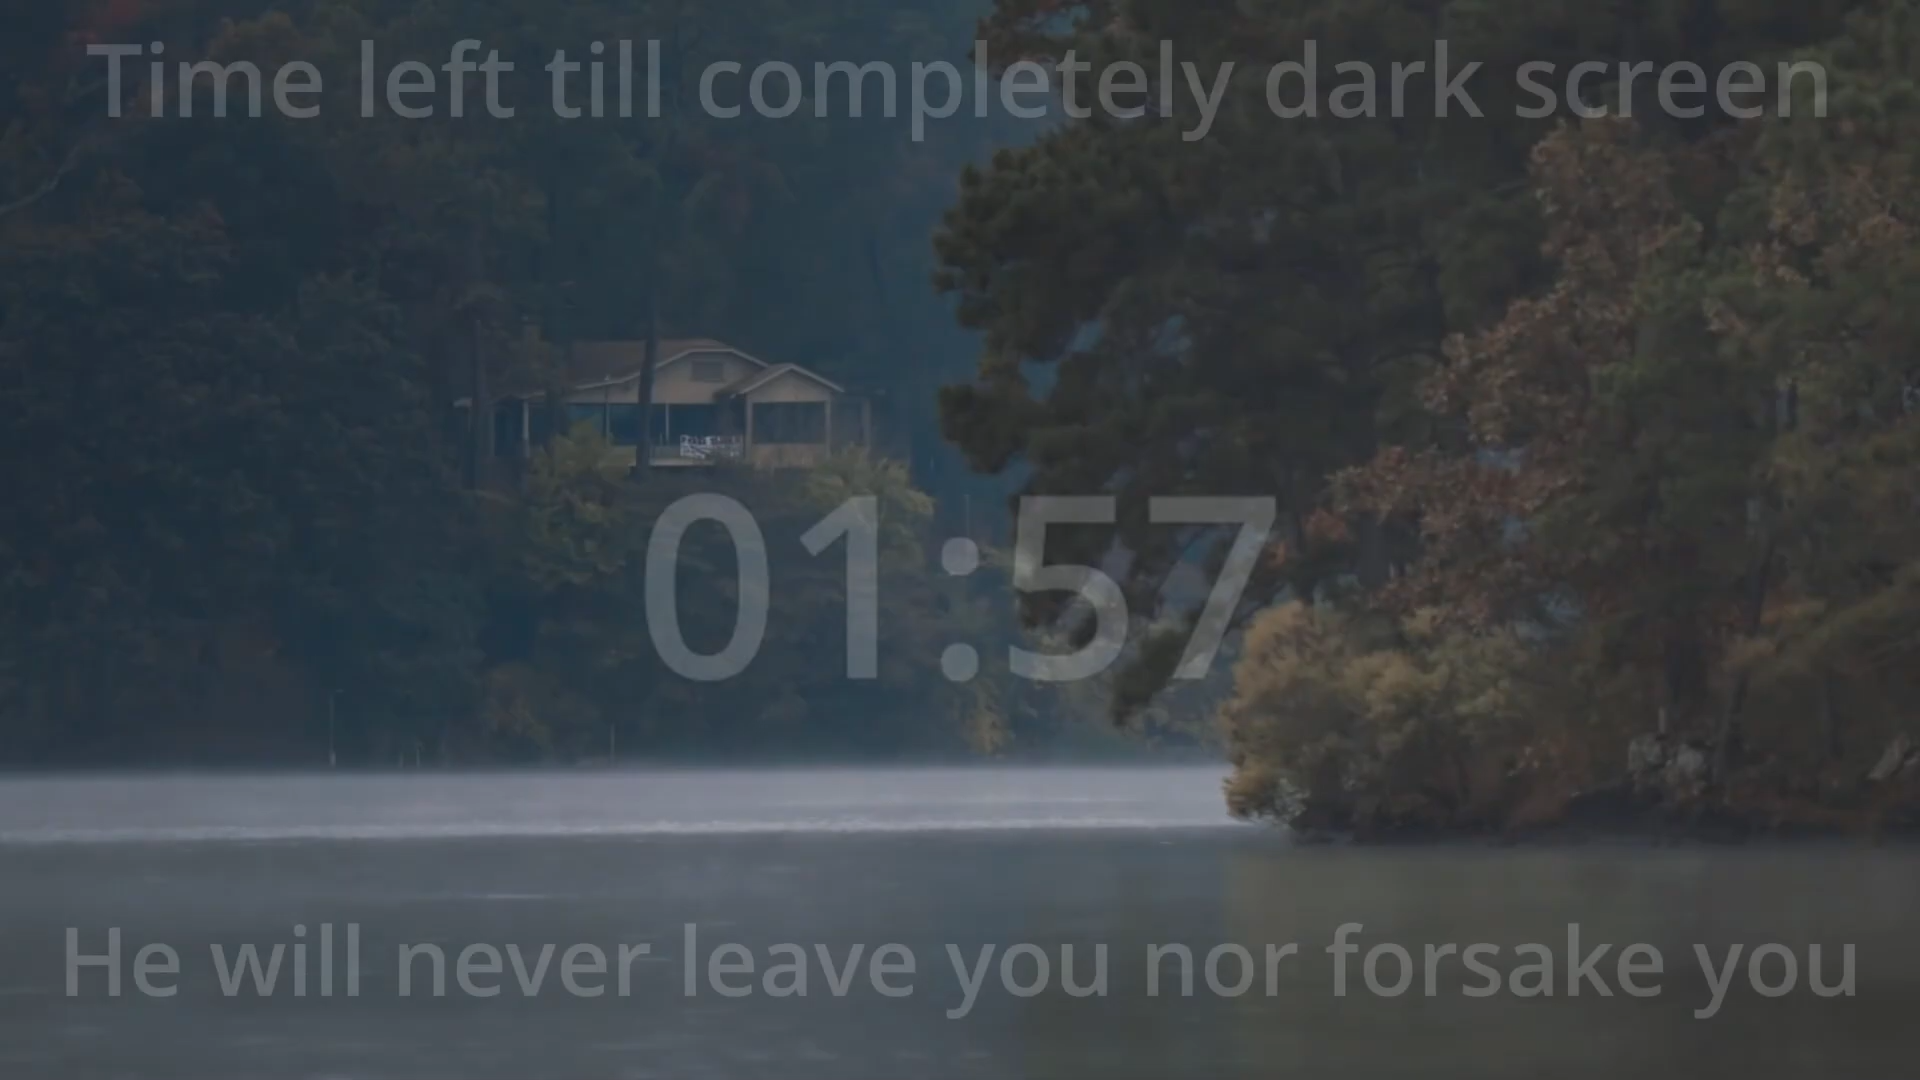 Time left till completely dark screen
01:57
He will never leave you nor forsake you